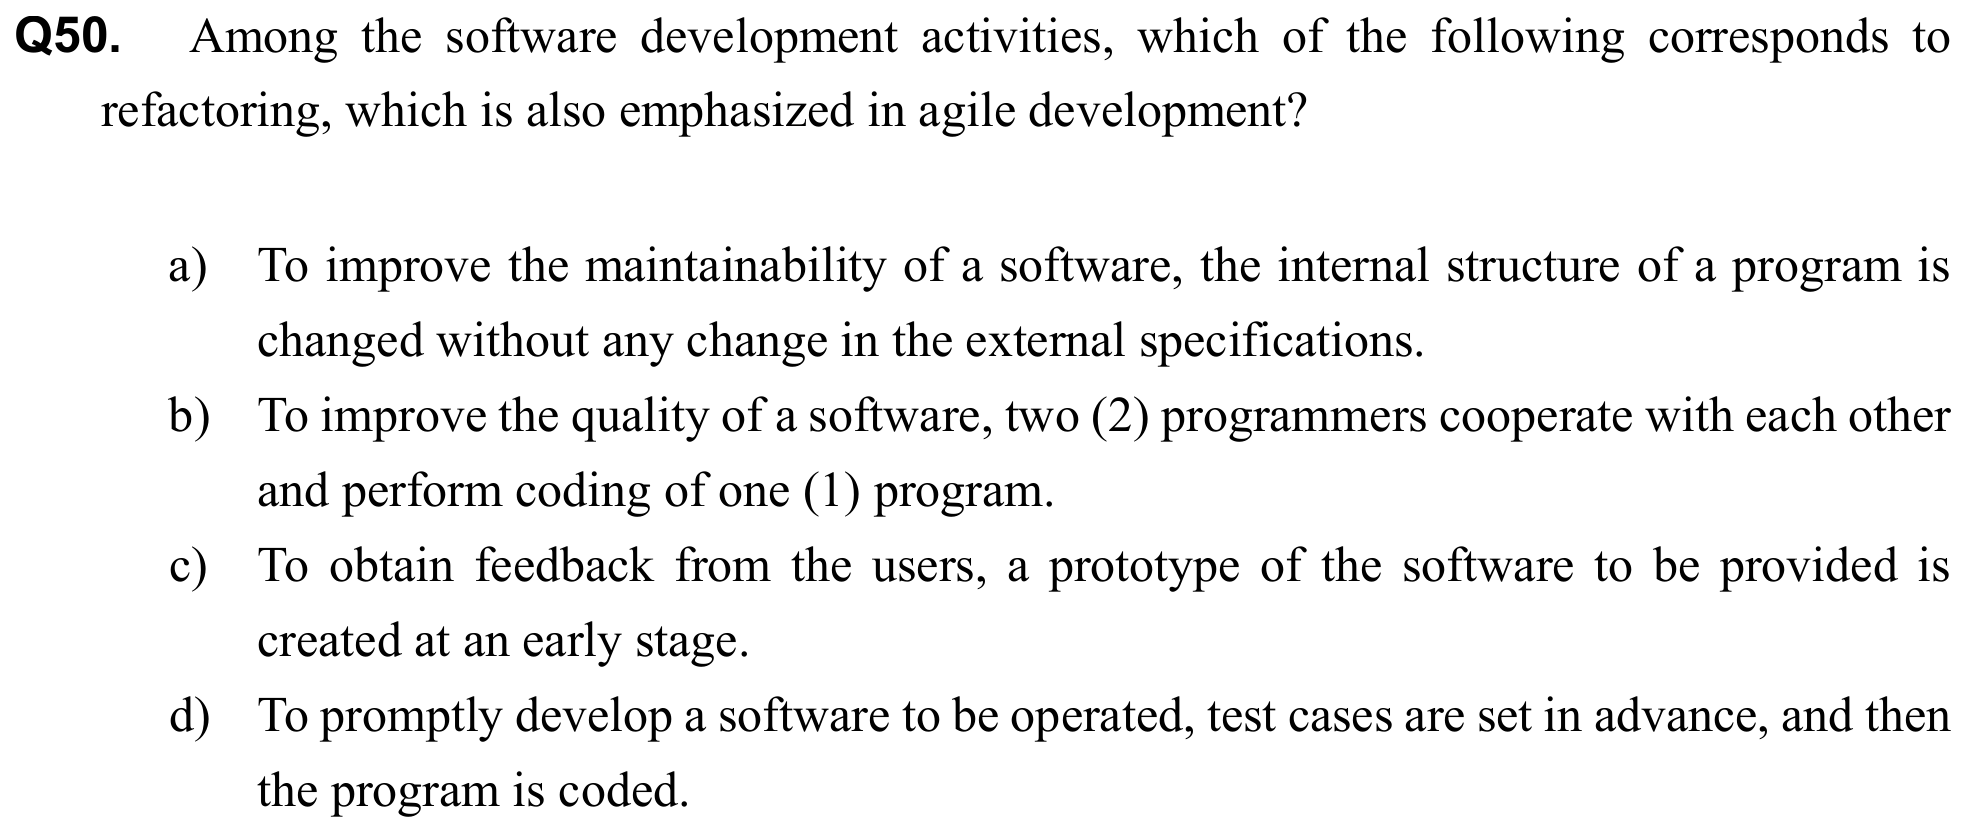 Q50. Among the software development activities, which of the following corresponds to
refactoring, which is also emphasized in agile development?
a) To improve the maintainability of a software, the internal structure of a program is
changed without any change in the external specifications.
b) To improve the quality of a software, two (2) programmers cooperate with each other
and perform coding of one (1) program.
c) To obtain feedback from the users, a prototype of the software to be provided is
created at an early stage.
d) To promptly develop a software to be operated, test cases are set in advance, and then
the program is coded.